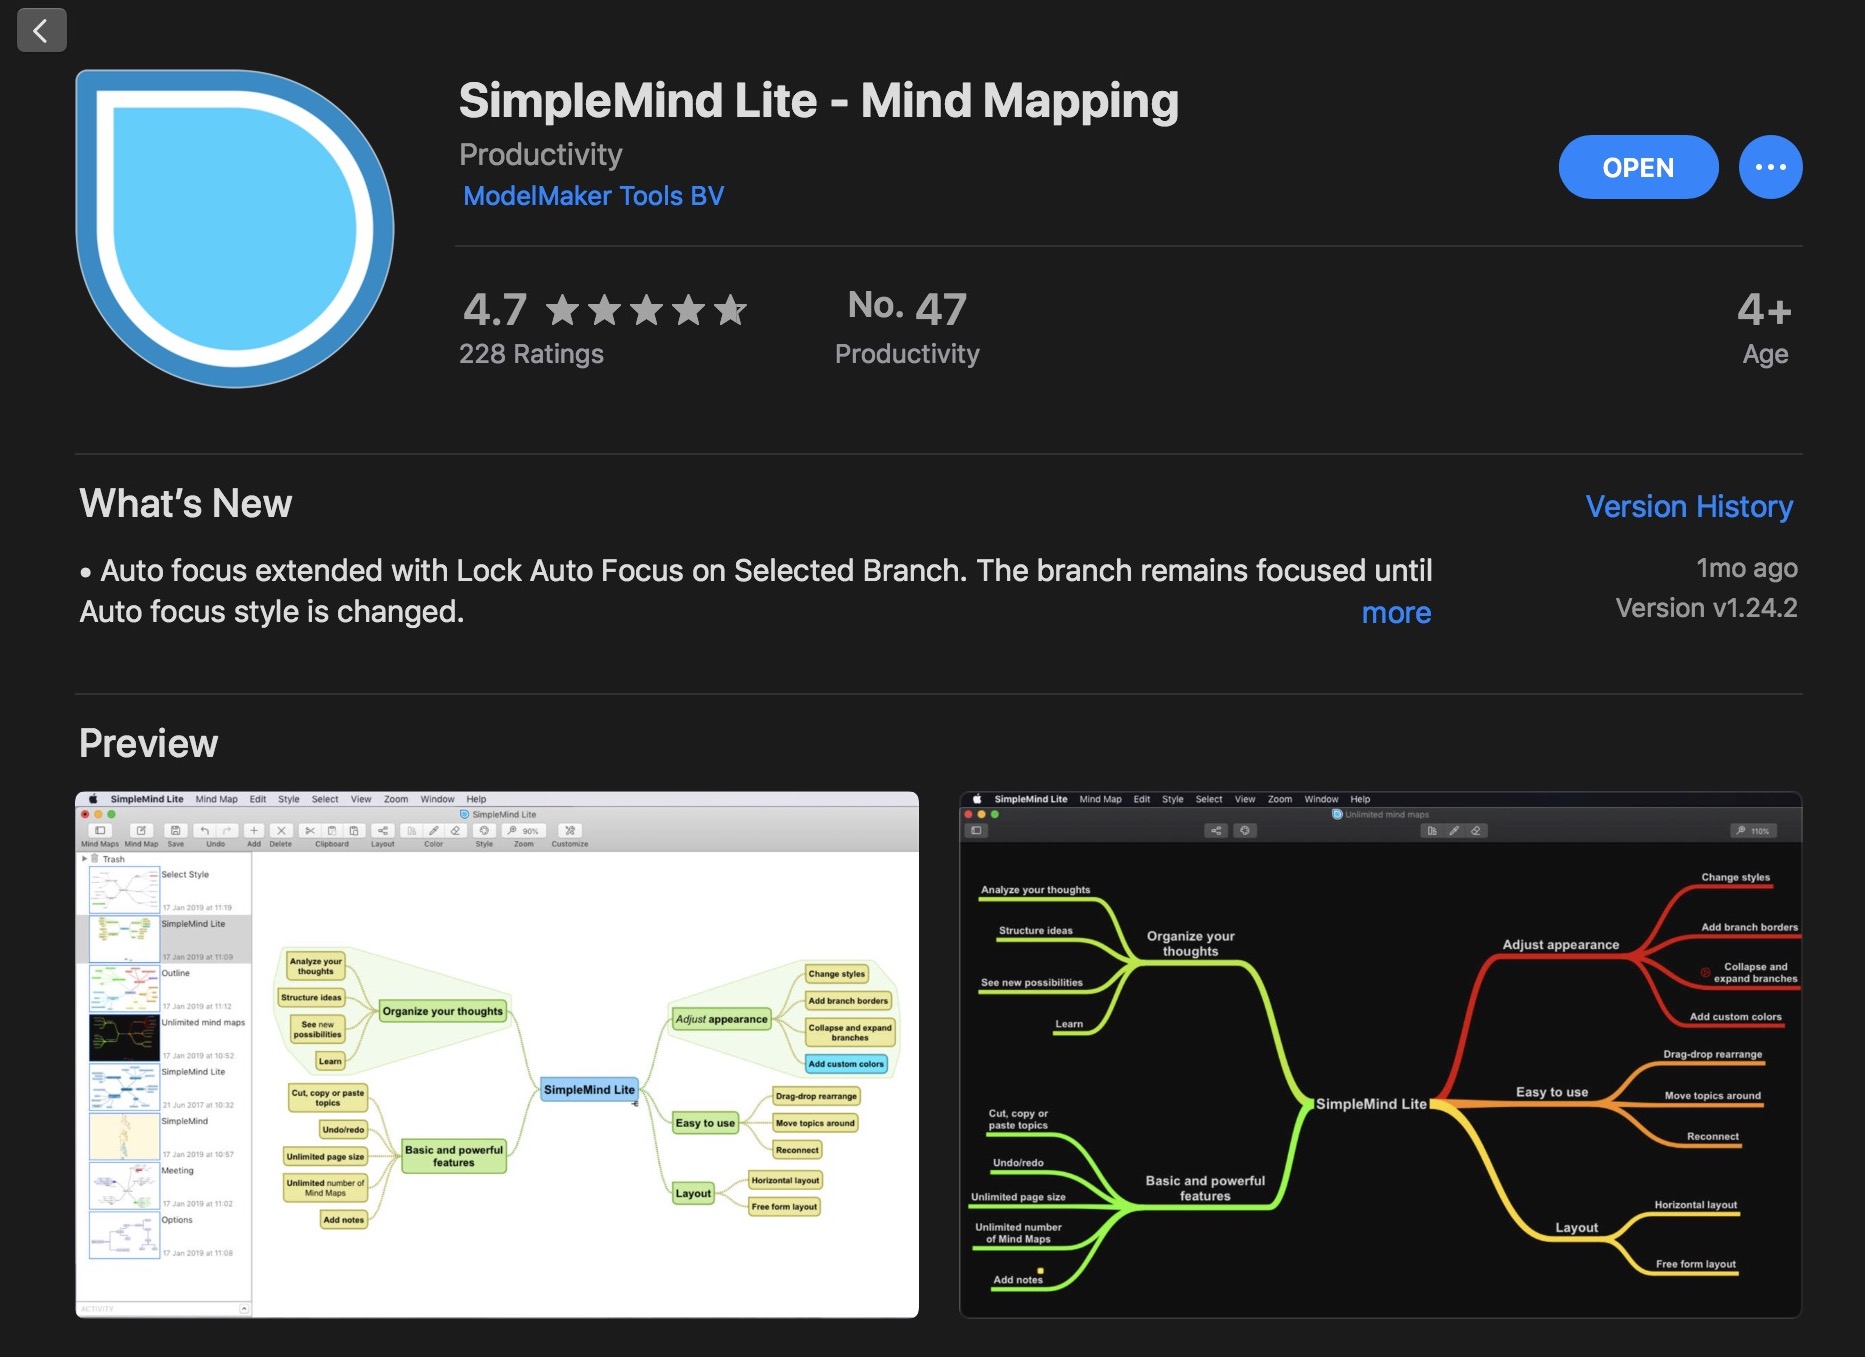 SimpleMind Lite - Mind Mapping
Productivity
ModelMaker Tools BV
OPEN
4.7
228 Ratings
No. 47
Productivity
4+
Age
What's New
Version History
• Auto focus extended with Lock Auto Focus on Selected Branch. The branch remains focused until
Auto focus style is changed.
more
1mo ago
Version v1.24.2
Preview
SimpleMind Lite Mind Map Edit Style Select View Zoom Window Help
SimpleMind Lite
90%
Mind Maps Mind Map Save Undo Add Delete Clipboard Layout Color Style Zoom Customize
Trash
Select Style
17 Jan 2019 at 11:19
SimpleMind Lite
17 Jan 2019 at 11:09
Outline
17 Jan 2019 at 11:12
Unlimited mind maps
17 Jan 2019 at 10:52
SimpleMind Lite
21 Jun 2017 at 10:32
SimpleMind
17 Jan 2019 at 10:57
Meeting
17 Jan 2019 at 11:02
Options
17 Jan 2019 at 11:08
ACTIVITY
Analyze your
thoughts
Structure ideas
See new
possibilities
Learn
Organize your thoughts
Cut, copy or paste
topics
Undo/redo
Unlimited page size
Unlimited number of
Mind Maps
Add notes
Basic and powerful
features
SimpleMind Lite
Adjust appearance
Change styles
Add branch borders
Collapse and expand
branches
Add custom colors
Easy to use
Drag-drop rearrange
Move topics around
Reconnect
Layout
Horizontal layout
Free form layout
SimpleMind Lite Mind Map Edit Style Select View Zoom Window Help
Unlimited mind maps
110%
Analyze your thoughts
Structure ideas
See new possibilities
Learn
Organize your
thoughts
Cut, copy or
paste topics
Undo/redo
Unlimited page size
Unlimited number
of Mind Maps
Add notes
Basic and powerful
features
SimpleMind Lite
Adjust appearance
Change styles
Add branch borders
Collapse and
expand branches
Add custom colors
Easy to use
Drag-drop rearrange
Move topics around
Reconnect
Layout
Horizontal layout
Free form layout